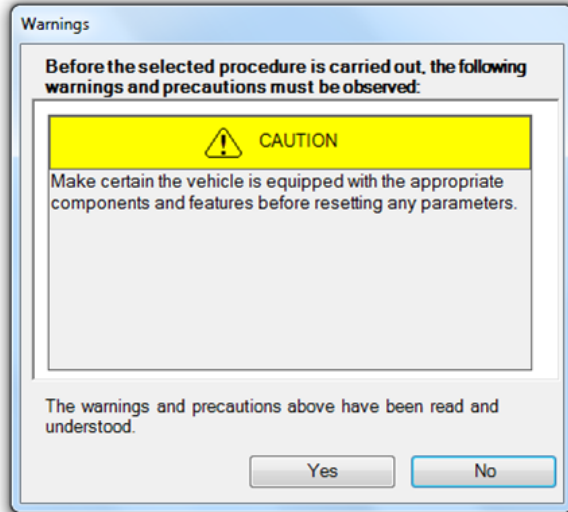 Warnings
Before the selected procedure is carried out, the following
warnings and precautions must be observed:
CAUTION
Make certain the vehicle is equipped with the appropriate
components and features before resetting any parameters.
The warnings and precautions above have been read and
understood.
Yes
No